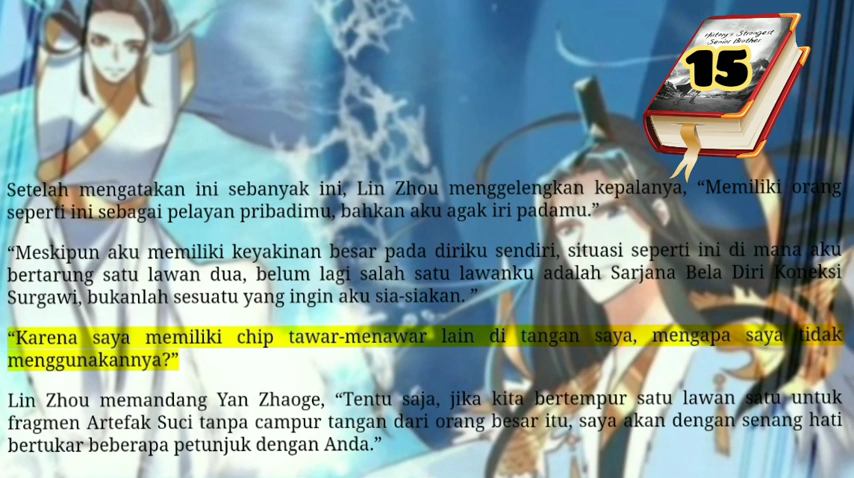 History's Strongest
Senior Brother
15
Setelah mengatakan ini sebanyak ini, Lin Zhou menggelengkan kepalanya, “Memiliki orang
seperti ini sebagai pelayan pribadimu, bahkan aku agak iri padamu.”
“Meskipun aku memiliki keyakinan besar pada diriku sendiri, situasi seperti ini di mana aku
bertarung satu lawan dua, belum lagi salah satu lawanku adalah Sarjana Bela Diri Koneksi
Surgawi, bukanlah sesuatu yang ingin aku sia-siakan. ”
“Karena saya memiliki chip tawar-menawar lain di tangan saya, mengapa saya tidak
menggunakannya?”
Lin Zhou memandang Yan Zhaoge, “Tentu saja, jika kita bertempur satu lawan satu untuk
fragmen Artefak Suci tanpa campur tangan dari orang besar itu, saya akan dengan senang hati
bertukar beberapa petunjuk dengan Anda.”